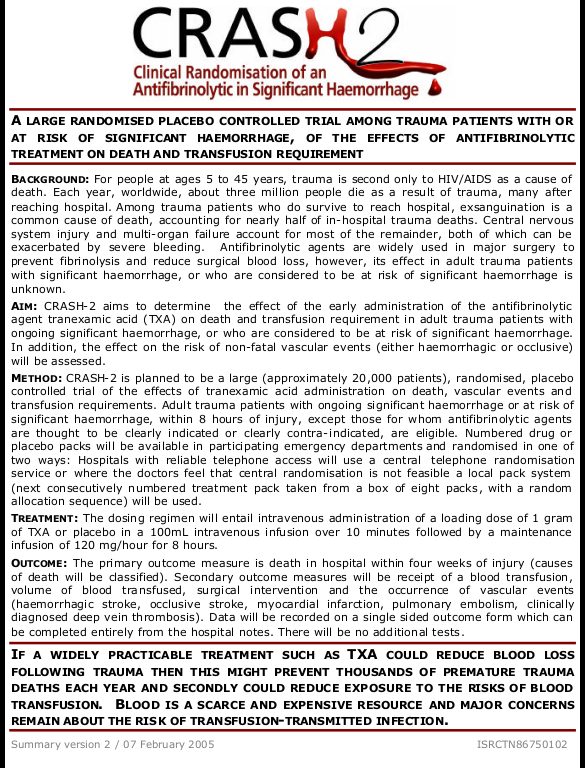 CRASH2
Clinical Randomisation of an
Antifibrinolytic in Significant Haemorrhage
A LARGE RANDOMISED PLACEBO CONTROLLED TRIAL AMONG TRAUMA PATIENTS WITH OR
AT RISK OF SIGNIFICANT HAEMORRHAGE, OF THE EFFECTS OF ANTIFIBRINOLYTIC
TREATMENT ON DEATH AND TRANSFUSION REQUIREMENT
BACKGROUND: For people at ages 5 to 45 years, trauma is second only to HIV/AIDS as a cause of
death. Each year, worldwide, about three million people die as a result of trauma, many after
reaching hospital. Among trauma patients who do survive to reach hospital, exsanguination is a
common cause of death, accounting for nearly half of in-hospital trauma deaths. Central nervous
system injury and multi-organ failure account for most of the remainder, both of which can be
exacerbated by severe bleeding. Antifibrinolytic agents are widely used in major surgery to
prevent fibrinolysis and reduce surgical blood loss, however, its effect in adult trauma patients
with significant haemorrhage, or who are considered to be at risk of significant haemorrhage is
unknown.
AIM: CRASH-2 aims to determine the effect of the early administration of the antifibrinolytic
agent tranexamic acid (TXA) on death and transfusion requirement in adult trauma patients with
ongoing significant haemorrhage, or who are considered to be at risk of significant haemorrhage.
In addition, the effect on the risk of non-fatal vascular events (either haemorrhagic or occlusive)
will be assessed.
METHOD: CRASH-2 is planned to be a large (approximately 20,000 patients), randomised, placebo
controlled trial of the effects of tranexamic acid administration on death, vascular events and
transfusion requirements. Adult trauma patients with ongoing significant haemorrhage or at risk of
significant haemorrhage, within 8 hours of injury, except those for whom antifibrinolytic agents
are thought to be clearly indicated or clearly contra-indicated, are eligible. Numbered drug or
placebo packs will be available in participating emergency departments and randomised in one of
two ways: Hospitals with reliable telephone access will use a central telephone randomisation
service or where the doctors feel that central randomisation is not feasible a local pack system
(next consecutively numbered treatment pack taken from a box of eight packs, with a random
allocation sequence) will be used.
TREATMENT: The dosing regimen will entail intravenous administration of a loading dose of 1 gram
of TXA or placebo in a 100mL intravenous infusion over 10 minutes followed by a maintenance
infusion of 120 mg/hour for 8 hours.
OUTCOME: The primary outcome measure is death in hospital within four weeks of injury (causes
of death will be classified). Secondary outcome measures will be receipt of a blood transfusion,
volume of blood transfused, surgical intervention and the occurrence of vascular events
(haemorrhagic stroke, occlusive stroke, myocardial infarction, pulmonary embolism, clinically
diagnosed deep vein thrombosis). Data will be recorded on a single sided outcome form which can
be completed entirely from the hospital notes. There will be no additional tests.
IF A WIDELY PRACTICABLE TREATMENT SUCH AS TXA COULD REDUCE BLOOD LOSS
FOLLOWING TRAUMA THEN THIS MIGHT PREVENT THOUSANDS OF PREMATURE TRAUMA
DEATHS EACH YEAR AND SECONDLY COULD REDUCE EXPOSURE TO THE RISKS OF BLOOD
TRANSFUSION. BLOOD IS A SCARCE AND EXPENSIVE RESOURCE AND MAJOR CONCERNS
REMAIN ABOUT THE RISK OF TRANSFUSION-TRANSMITTED INFECTION.
Summary version 2 / 07 February 2005 ISRCTN86750102